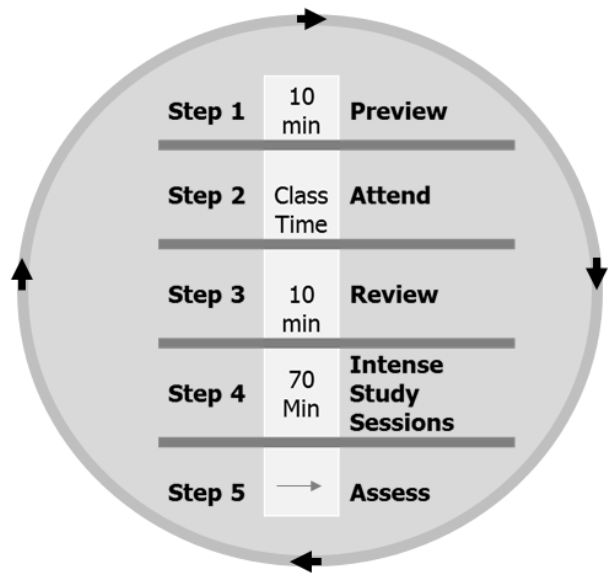 Step 1 10 min Preview
Step 2 Class Time Attend
Step 3 10 min Review
Step 4 70 Min Intense Study Sessions
Step 5 Assess